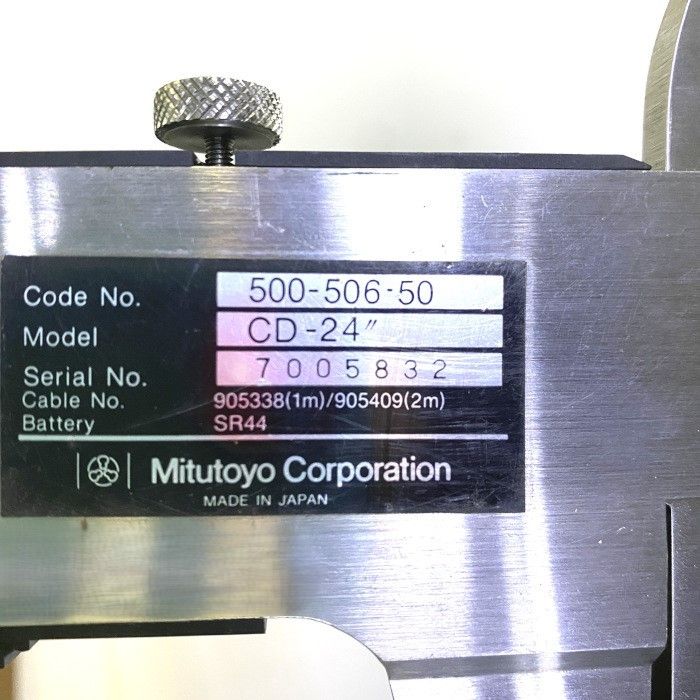 Code No. 500-506-50
Model CD-24"
Serial No. 7005832
Cable No. 905338(1m)/905409(2m)
Battery SR44
Mitutoyo Corporation
MADE IN JAPAN